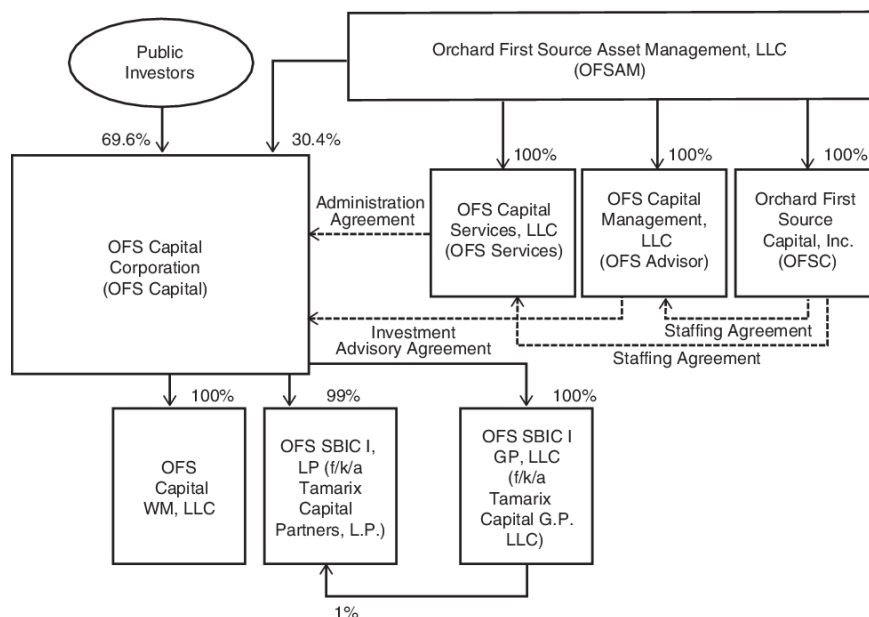 Public
Investors
Orchard First Source Asset Management, LLC
(OFSAM)
69.6%
30.4%
100%
100%
100%
OFS Capital
Corporation
(OFS Capital)
Administration
Agreement
OFS Capital
Services, LLC
(OFS Services)
OFS Capital
Management,
LLC
(OFS Advisor)
Orchard First
Source
Capital, Inc.
(OFSC)
Investment
Advisory Agreement
Staffing Agreement
Staffing Agreement
100%
99%
100%
OFS
Capital
WM, LLC
OFS SBIC I,
LP (f/k/a
Tamarix
Capital
Partners, L.P.)
OFS SBIC I
GP, LLC
(f/k/a
Tamarix
Capital G.P.
LLC)
1%